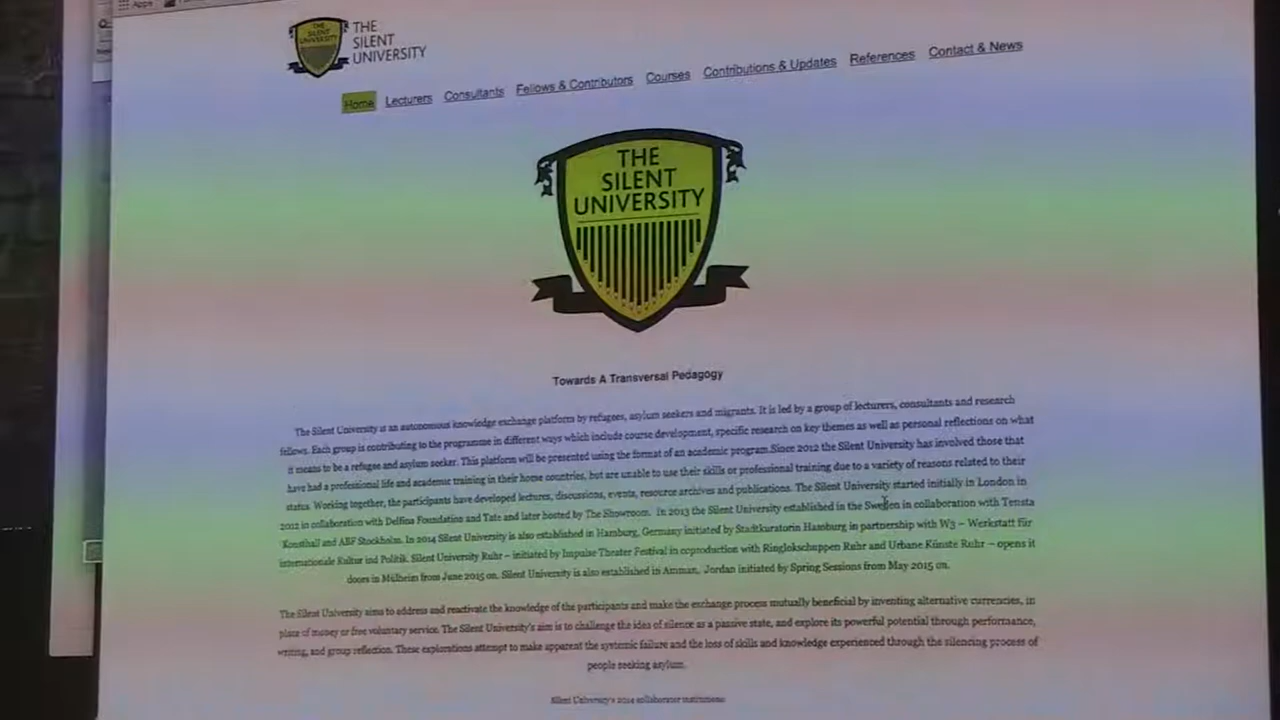 Apps
THE
SILENT
UNIVERSITY
THE
SILENT
UNIVERSITY
Home Lecturers Consultants Fellows & Contributors Courses Contributions & Updates References Contact & News
THE
SILENT
UNIVERSITY
Towards A Transversal Pedagogy
The Silent University is an autonomous knowledge exchange platform by refugees, asylum seekers and migrants. It is led by a group of lecturers, consultants and research
fellows. Each group is contributing to the programme in different ways which include course development, specific research on key themes as well as personal reflections on what
it means to be a refugee and asylum seeker. This platform will be presented using the format of an academic program.Since 2012 the Silent University has involved those that
have had a professional life and academic training in their home countries, but are unable to use their skills or professional training due to a variety of reasons related to their
status. Working together, the participants have developed lectures, discussions, events, resource archives and publications. The Silent University started initially in London in
2012 in collaboration with Delfina Foundation and Tate and later hosted by The Showroom. In 2013 the Silent University established in the Sweden in collaboration with Tensta
Konsthall and ABF Stockholm. In 2014 Silent University is also established in Hamburg, Germany initiated by Stadtkuratorin Hamburg in partnership with W3 – Werkstatt für
internationale Kultur und Politik. Silent University Ruhr – initiated by Impulse Theater Festival in coproduction with Ringlokschuppen Ruhr and Urbane Künste Ruhr – opens it
doors in Mülheim from June 2015 on. Silent University is also established in Amman, Jordan initiated by Spring Sessions from May 2015 on.
The Silent University aims to address and reactivate the knowledge of the participants and make the exchange process mutually beneficial by inventing alternative currencies, in
place of money or free voluntary service. The Silent University's aim is to challenge the idea of silence as a passive state, and explore its powerful potential through performance,
writing, and group reflection. These explorations attempt to make apparent the systemic failure and the loss of skills and knowledge experienced through the silencing process of
people seeking asylum.
Silent University's 2014 collaborator institutions: